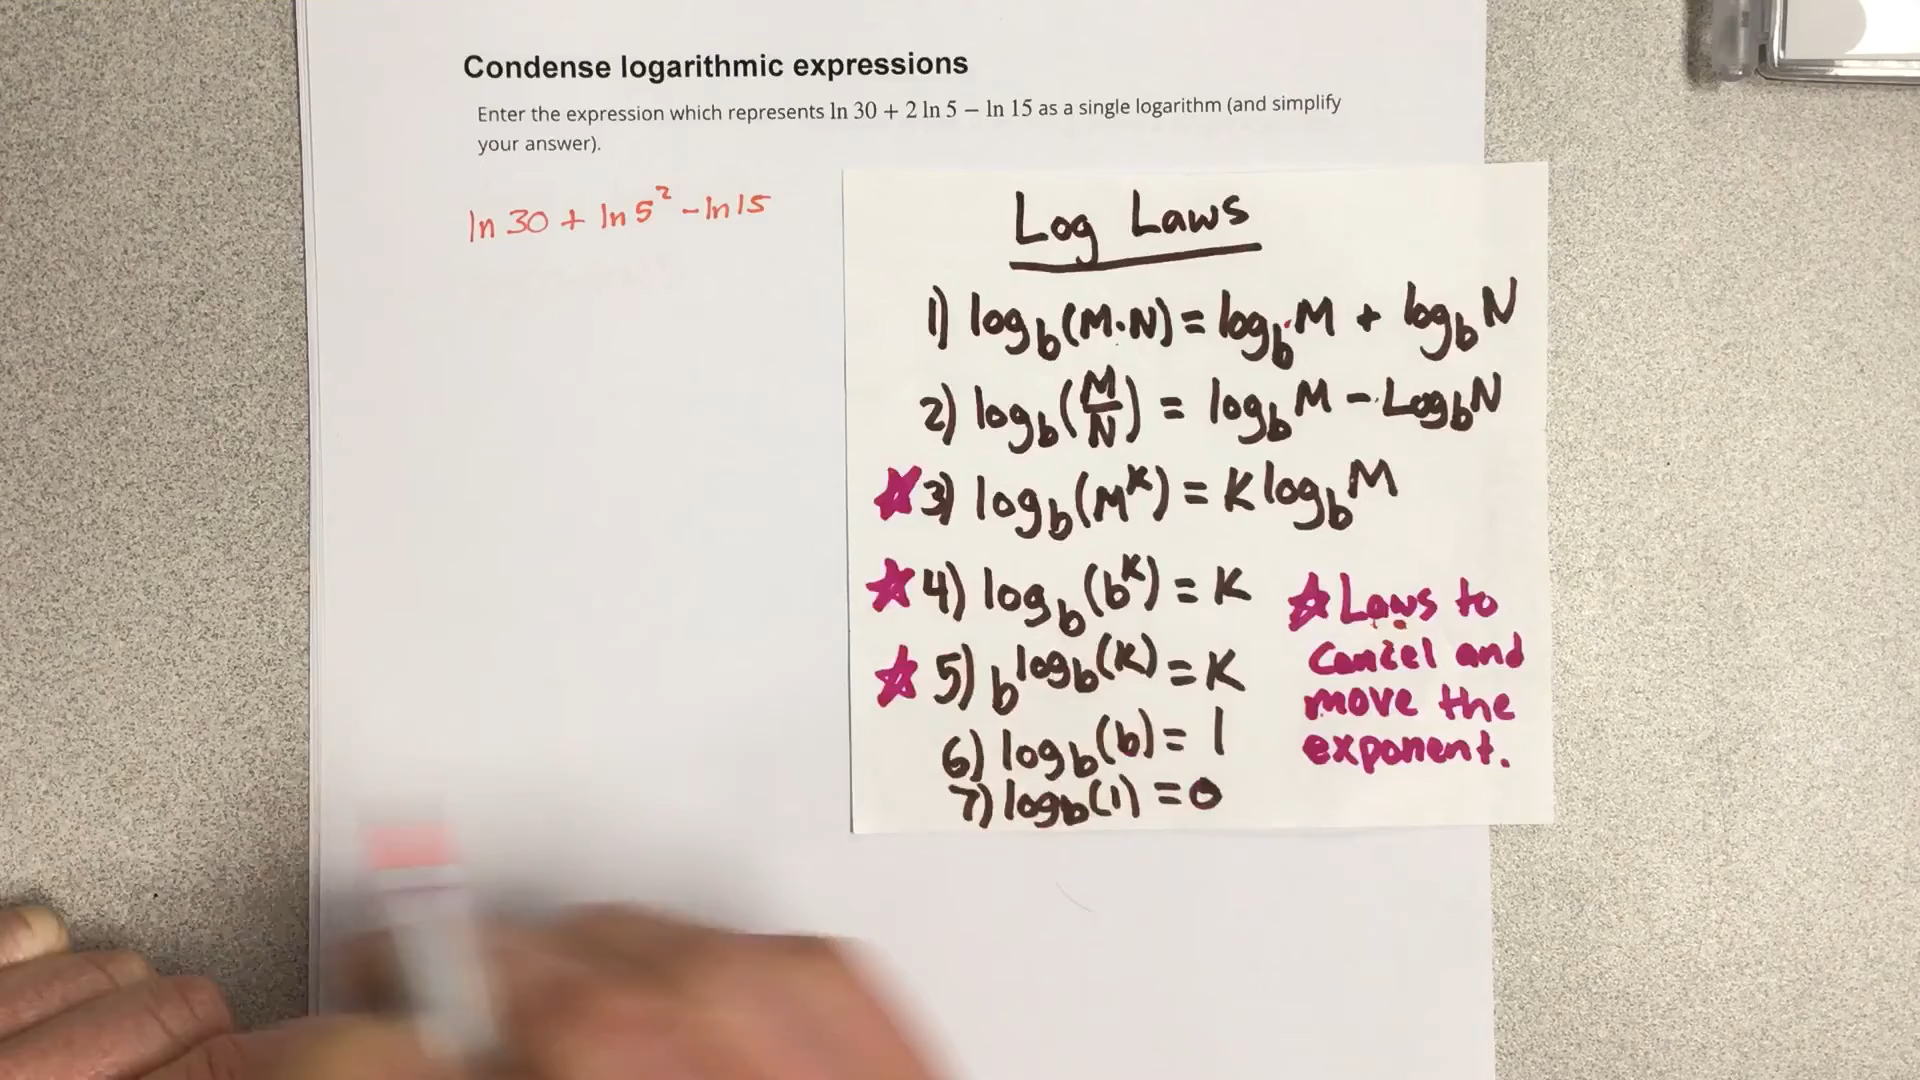 Condense logarithmic expressions
Enter the expression which represents ln 30 + 2 ln 5 − ln 15 as a single logarithm (and simplify
your answer).
ln 30 + ln 5² − ln 15
Log Laws
1) log_b(M·N) = log_b M + log_b N
2) log_b(M/N) = log_b M − Log_b N
☆3) log_b(M^K) = K log_b M
☆4) log_b(b^K) = K
☆5) b^{log_b(K)} = K
6) log_b(b) = 1
7) log_b(1) = 0
☆ Laws to
Cancel and
move the
exponent.